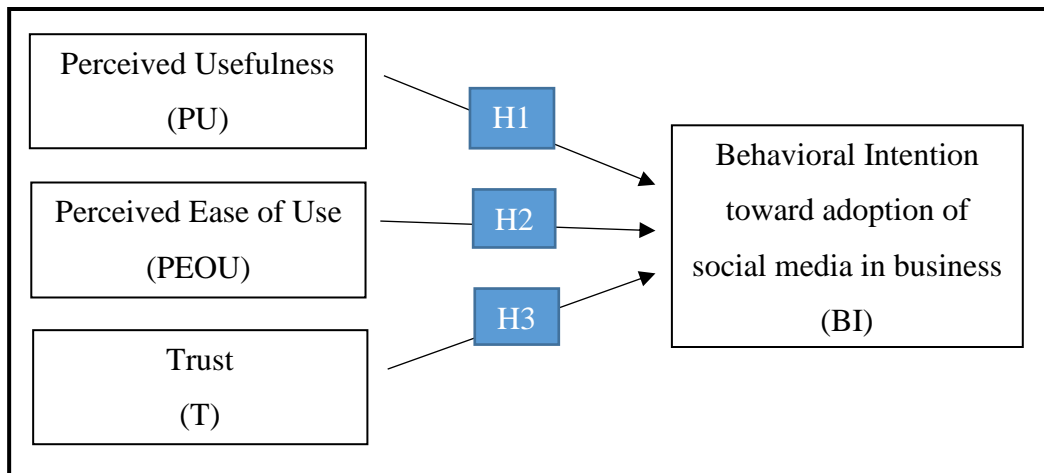 Perceived Usefulness
(PU)
H1
Perceived Ease of Use
(PEOU)
H2
Trust
(T)
H3
Behavioral Intention
toward adoption of
social media in business
(BI)